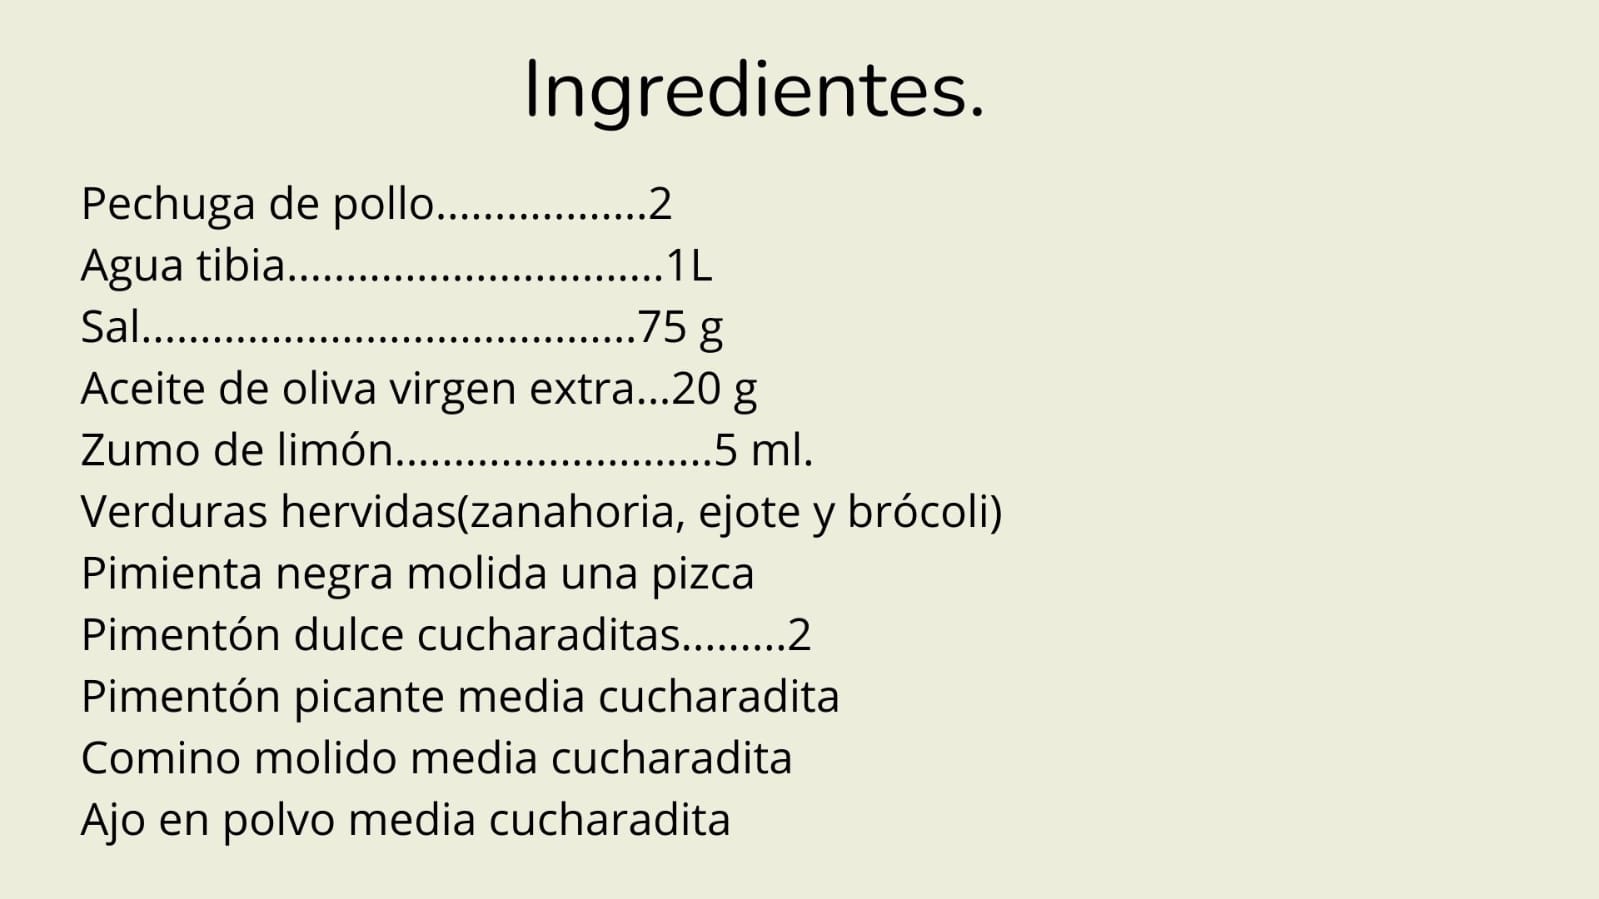 Ingredientes.
Pechuga de pollo..................2
Agua tibia................................1L
Sal..........................................75 g
Aceite de oliva virgen extra...20 g
Zumo de limón...........................5 ml.
Verduras hervidas(zanahoria, ejote y brócoli)
Pimienta negra molida una pizca
Pimentón dulce cucharaditas.........2
Pimentón picante media cucharadita
Comino molido media cucharadita
Ajo en polvo media cucharadita